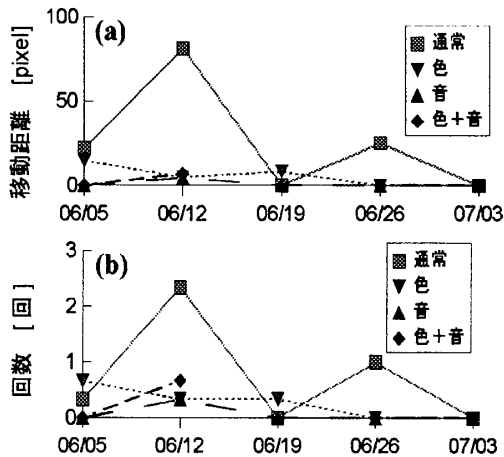 (a)
移動距離 [pixel]
100
50
0
06/05 06/12 06/19 06/26 07/03
通常
色
音
色+音
(b)
回数 [回]
3
2
1
0
06/05 06/12 06/19 06/26 07/03
通常
色
音
色+音